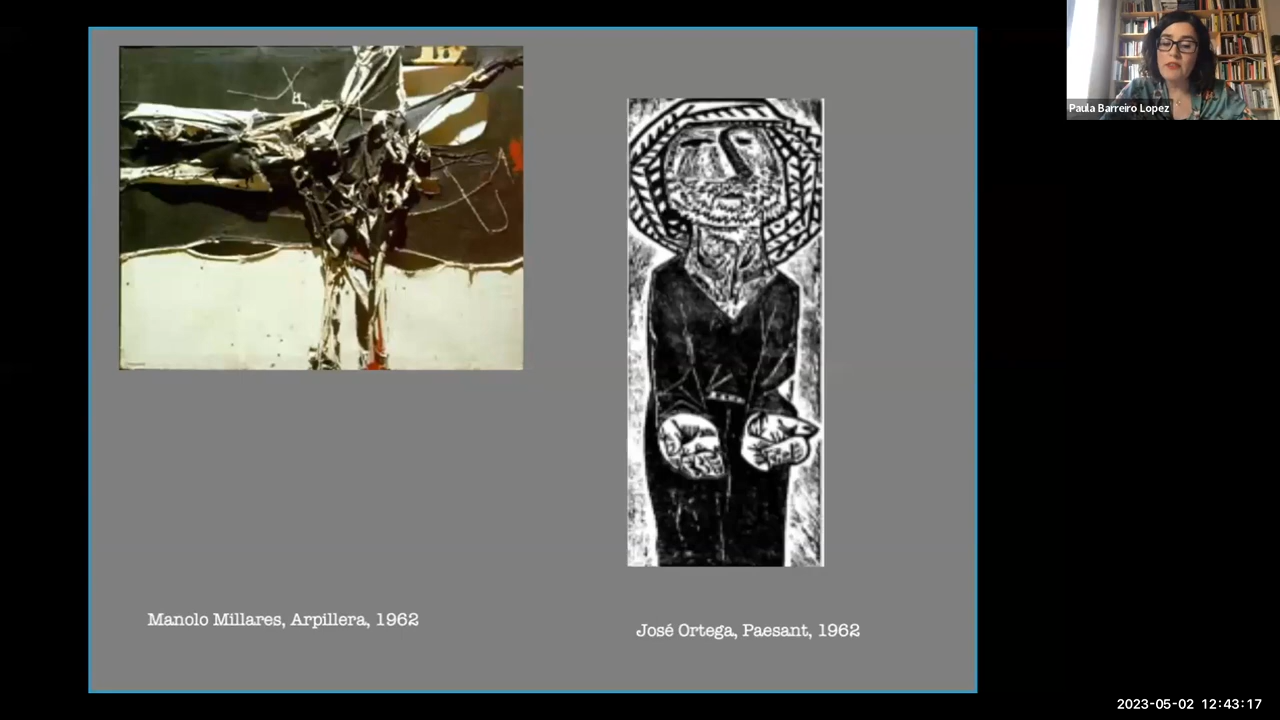 Paula Barreiro Lopez
Manolo Millares, Arpillera, 1962
José Ortega, Paesant, 1962
2023-05-02 12:43:17